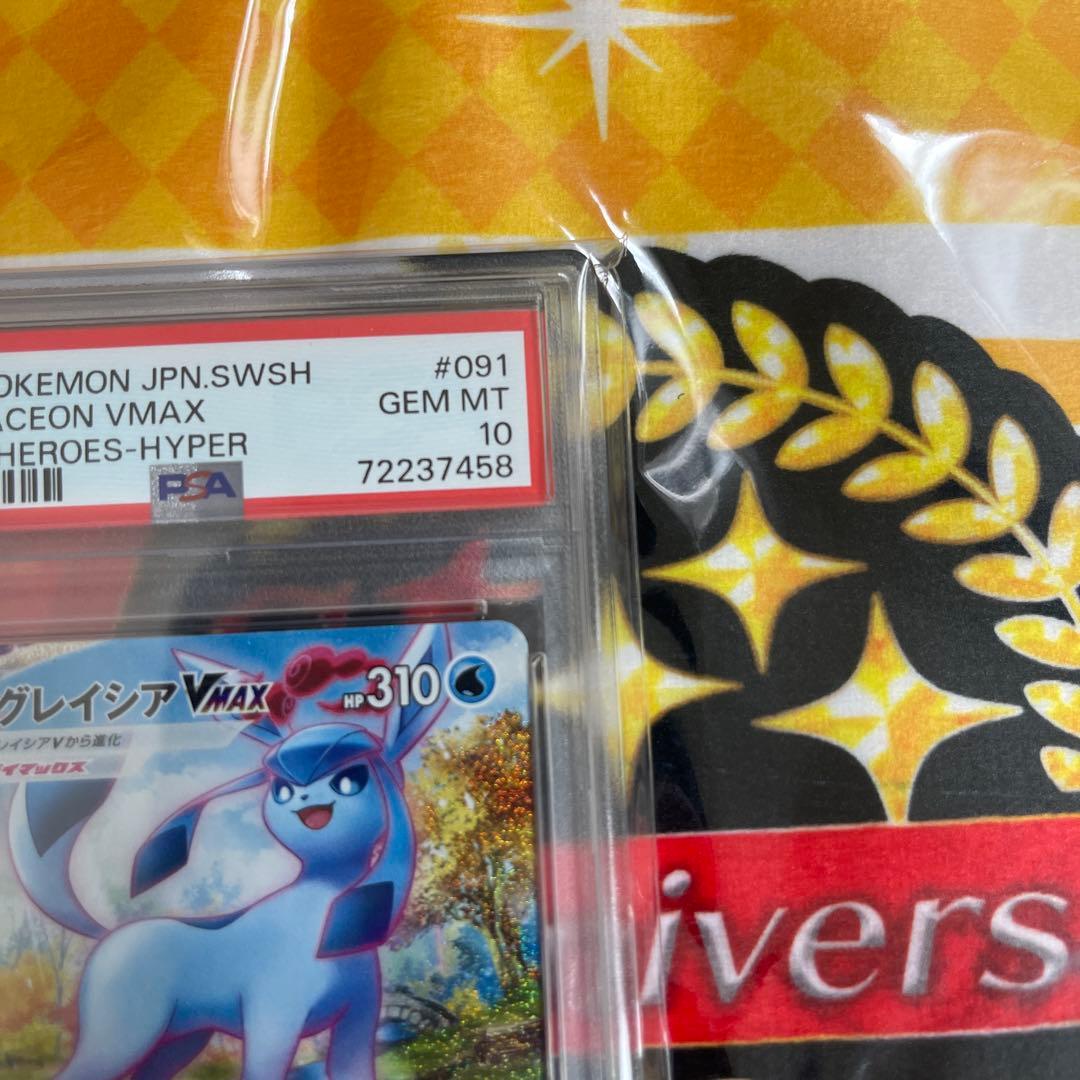 OKEMON JPN.SWSH #091
ACEON VMAX GEM MT
HEROES-HYPER 10
72237458
PSA
グレイシアVMAX HP310
レイシアVから進化
イマックス
ivers